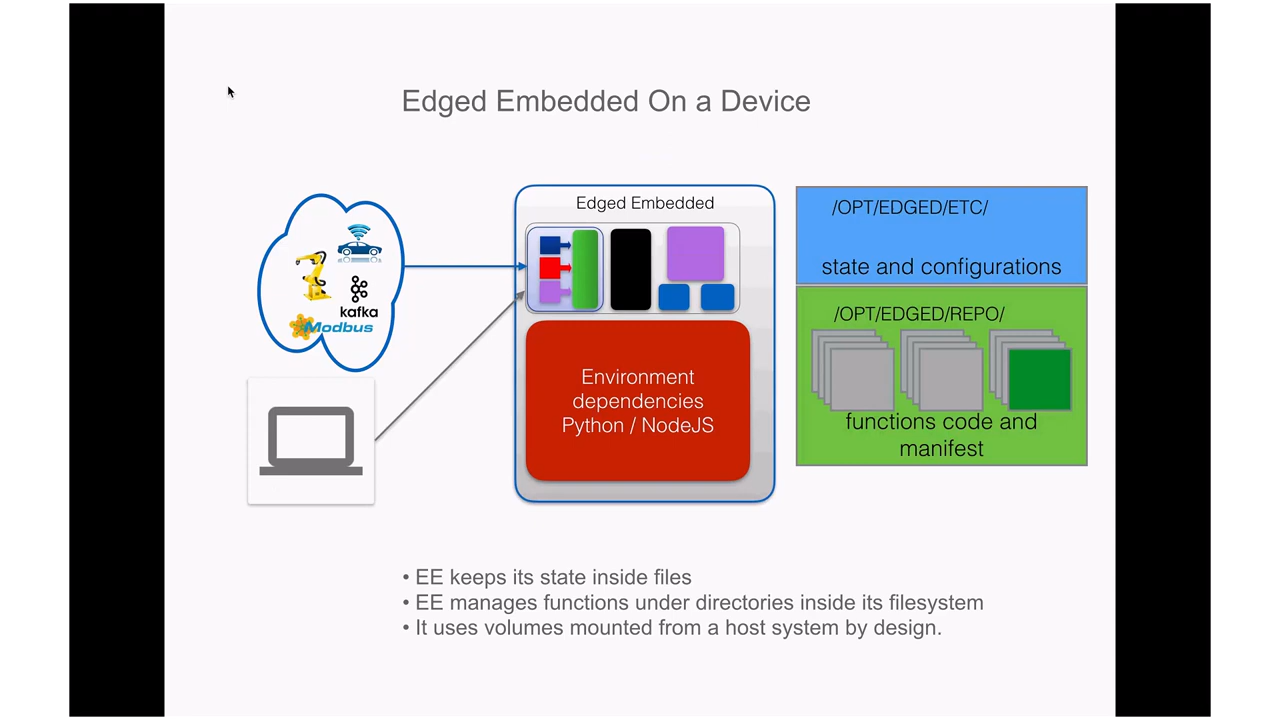 Edged Embedded On a Device
kafka
Modbus
Edged Embedded
Environment
dependencies
Python / NodeJS
/OPT/EDGED/ETC/
state and configurations
/OPT/EDGED/REPO/
functions code and
manifest
• EE keeps its state inside files
• EE manages functions under directories inside its filesystem
• It uses volumes mounted from a host system by design.